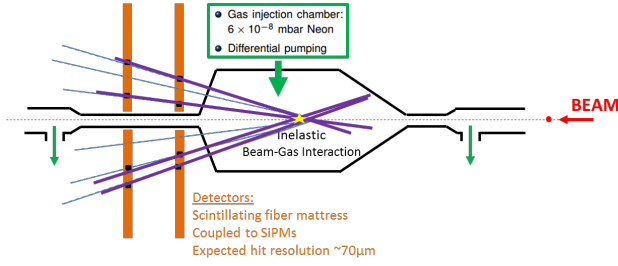 Gas injection chamber:
6 × 10⁻⁸ mbar Neon
Differential pumping
BEAM
Inelastic
Beam-Gas Interaction
Detectors:
Scintillating fiber mattress
Coupled to SiPMs
Expected hit resolution ~70μm